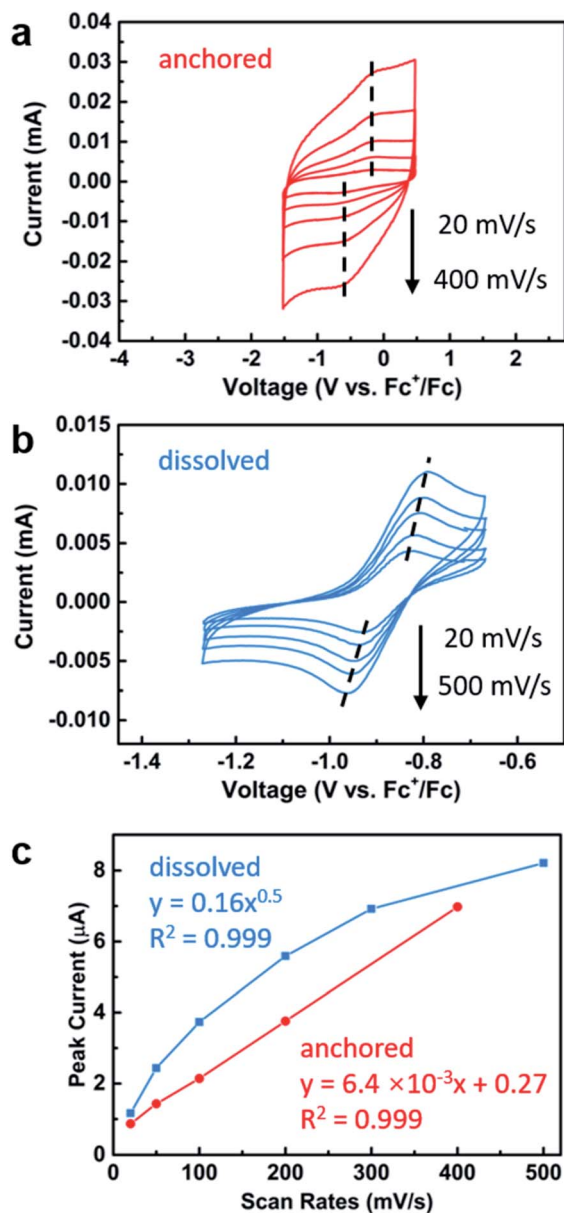 a
anchored
0.04
0.03
0.02
0.01
0.00
-0.01
-0.02
-0.03
-0.04
Current (mA)
20 mV/s
400 mV/s
-4 -3 -2 -1 0 1 2
Voltage (V vs. Fc⁺/Fc)
b
dissolved
0.015
0.010
0.005
0.000
-0.005
-0.010
Current (mA)
20 mV/s
500 mV/s
-1.4 -1.2 -1.0 -0.8 -0.6
Voltage (V vs. Fc⁺/Fc)
c
dissolved
y = 0.16x⁰·⁵
R² = 0.999
8
6
4
2
0
Peak Current (μA)
anchored
y = 6.4 ×10⁻³x + 0.27
R² = 0.999
0 100 200 300 400 500
Scan Rates (mV/s)